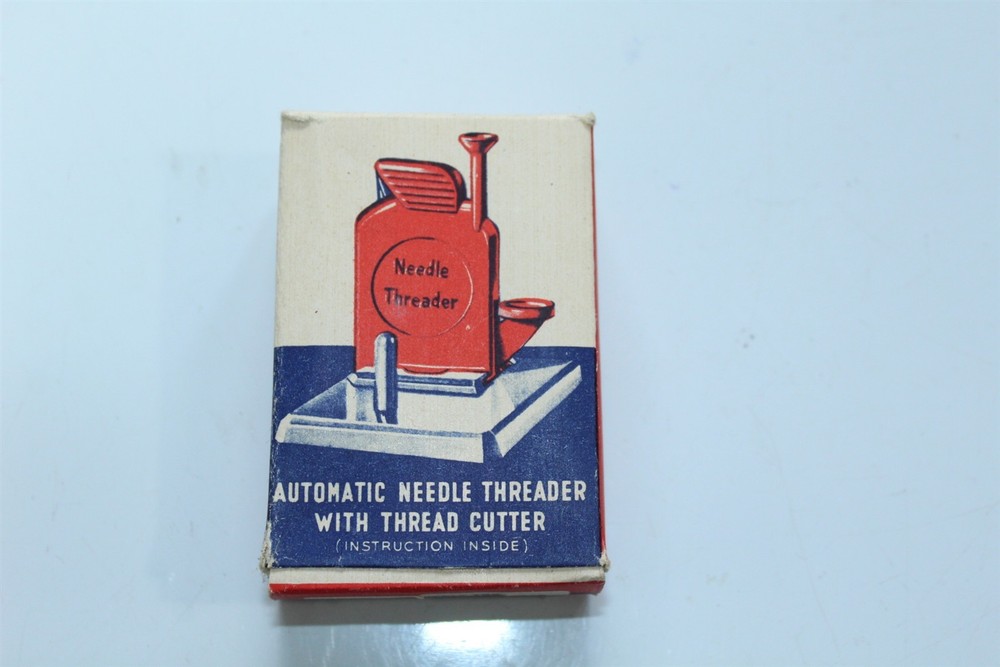 Needle
Threader
AUTOMATIC NEEDLE THREADER
WITH THREAD CUTTER
(INSTRUCTION INSIDE)